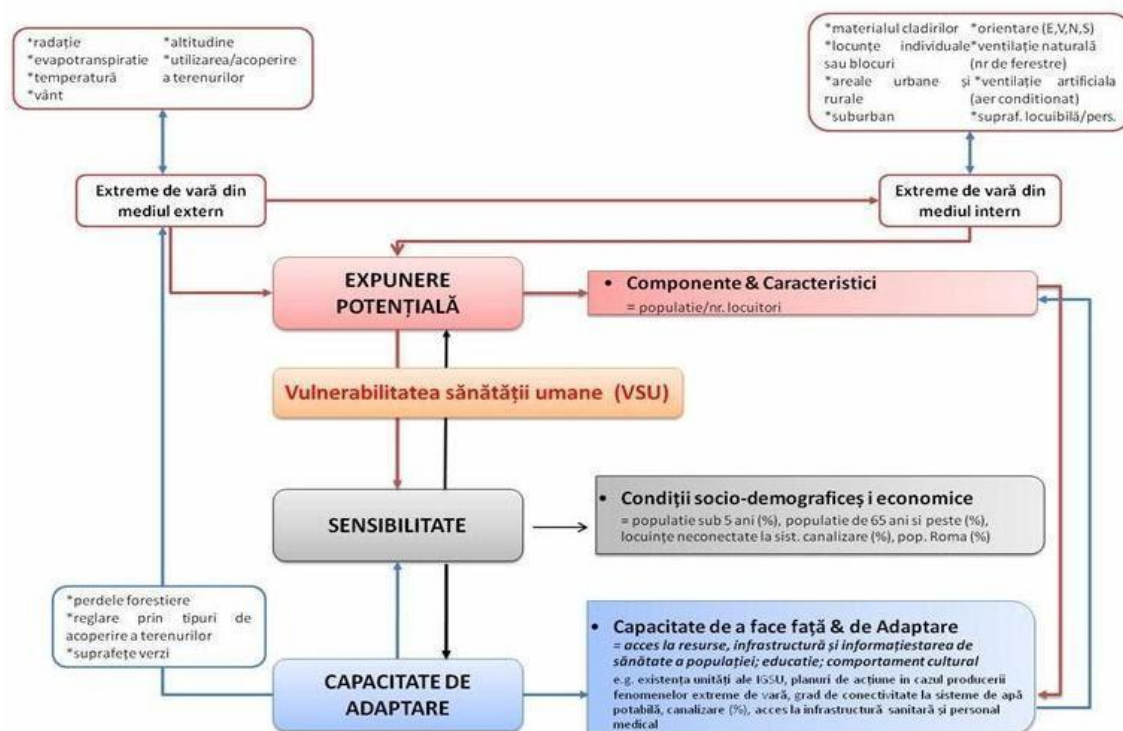 *radație *altitudine
*evapotranspiratie *utilizarea/acoperire
*temperatură a terenurilor
*vânt
*materialul cladirilor *orientare (E,V,N,S)
*locunțe individuale *ventilație naturală
sau blocuri (nr de ferestre)
*areale urbane și *ventilație artificiala
rurale (aer conditionat)
*suburban *supraf. locuibilă/pers.
Extreme de vară din
mediul extern
Extreme de vară din
mediul intern
EXPUNERE
POTENȚIALĂ
• Componente & Caracteristici
= populatie/nr. locuitori
Vulnerabilitatea sănătății umane (VSU)
SENSIBILITATE
• Condiții socio-demograficeș i economice
= populatie sub 5 ani (%), populatie de 65 ani si peste (%),
locuințe neconectate la sist. canalizare (%), pop. Roma (%)
*perdele forestiere
*reglare prin tipuri de
acoperire a terenurilor
*suprafețe verzi
CAPACITATE DE
ADAPTARE
• Capacitate de a face față & de Adaptare
= acces la resurse, infrastructură și informațiestarea de
sănătate a populației; educatie; comportament cultural
e.g. existența unități ale IGSU, planuri de acțiune in cazul producerii
fenomenelor extreme de vară, grad de conectivitate la sisteme de apă
potabilă, canalizare (%), acces la infrastructură sanitară și personal
medical